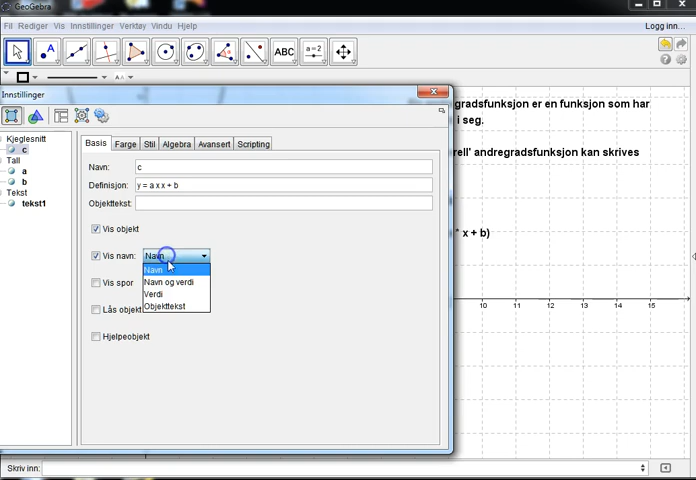 GeoGebra
Fil Rediger Vis Innstillinger Verktøy Vindu Hjelp Logg inn…
ABC
a=2
A A
Innstillinger
gradsfunksjon er en funksjon som har
i seg.
rell' andregradsfunksjon kan skrives
* x + b)
Kjeglesnitt
c
Tall
a
b
Tekst
tekst1
Basis Farge Stil Algebra Avansert Scripting
Navn: c
Definisjon: y = a x x + b
Objekttekst:
Vis objekt
Vis navn: Navn
Navn
Navn og verdi
Verdi
Objekttekst
Vis spor
Lås objekt
Hjelpeobjekt
10 11 12 13 14 15
Skriv inn: